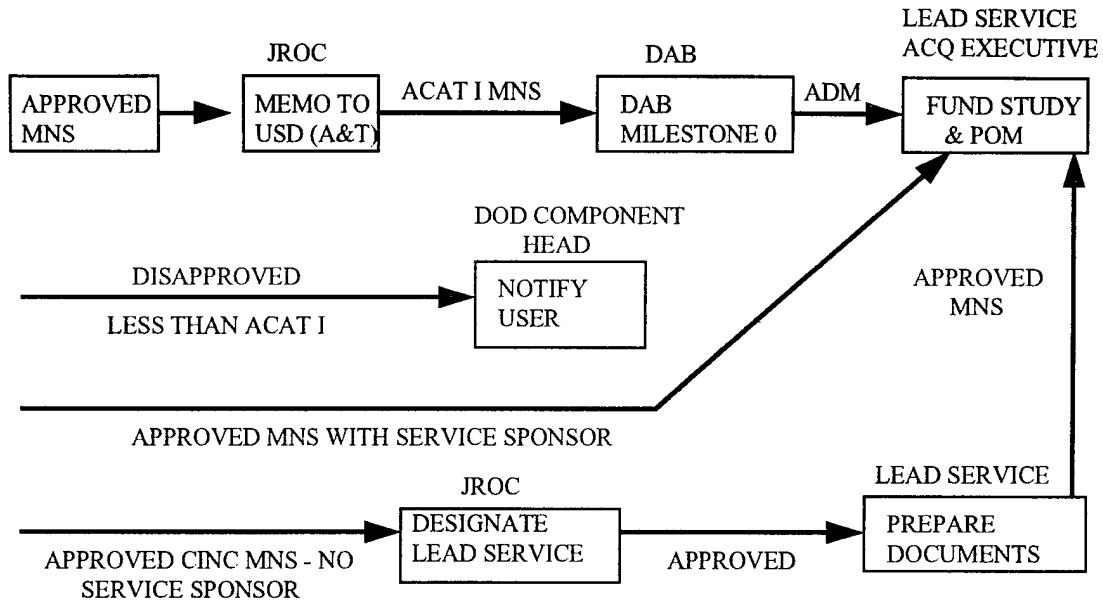 LEAD SERVICE
ACQ EXECUTIVE
JROC
DAB
APPROVED
MNS
MEMO TO
USD (A&T)
ACAT I MNS
DAB
MILESTONE 0
ADM
FUND STUDY
& POM
DOD COMPONENT
HEAD
DISAPPROVED
LESS THAN ACAT I
NOTIFY
USER
APPROVED
MNS
APPROVED MNS WITH SERVICE SPONSOR
JROC
LEAD SERVICE
APPROVED CINC MNS - NO
SERVICE SPONSOR
DESIGNATE
LEAD SERVICE
APPROVED
PREPARE
DOCUMENTS